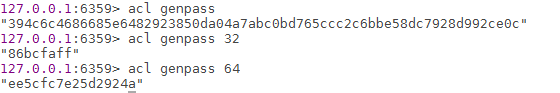 127.0.0.1:6359> acl genpass
"394c6c4686685e6482923850da04a7abc0bd765ccc2c6bbe58dc7928d992ce0c"
127.0.0.1:6359> acl genpass 32
"86bcfaff"
127.0.0.1:6359> acl genpass 64
"ee5cfc7e25d2924a"